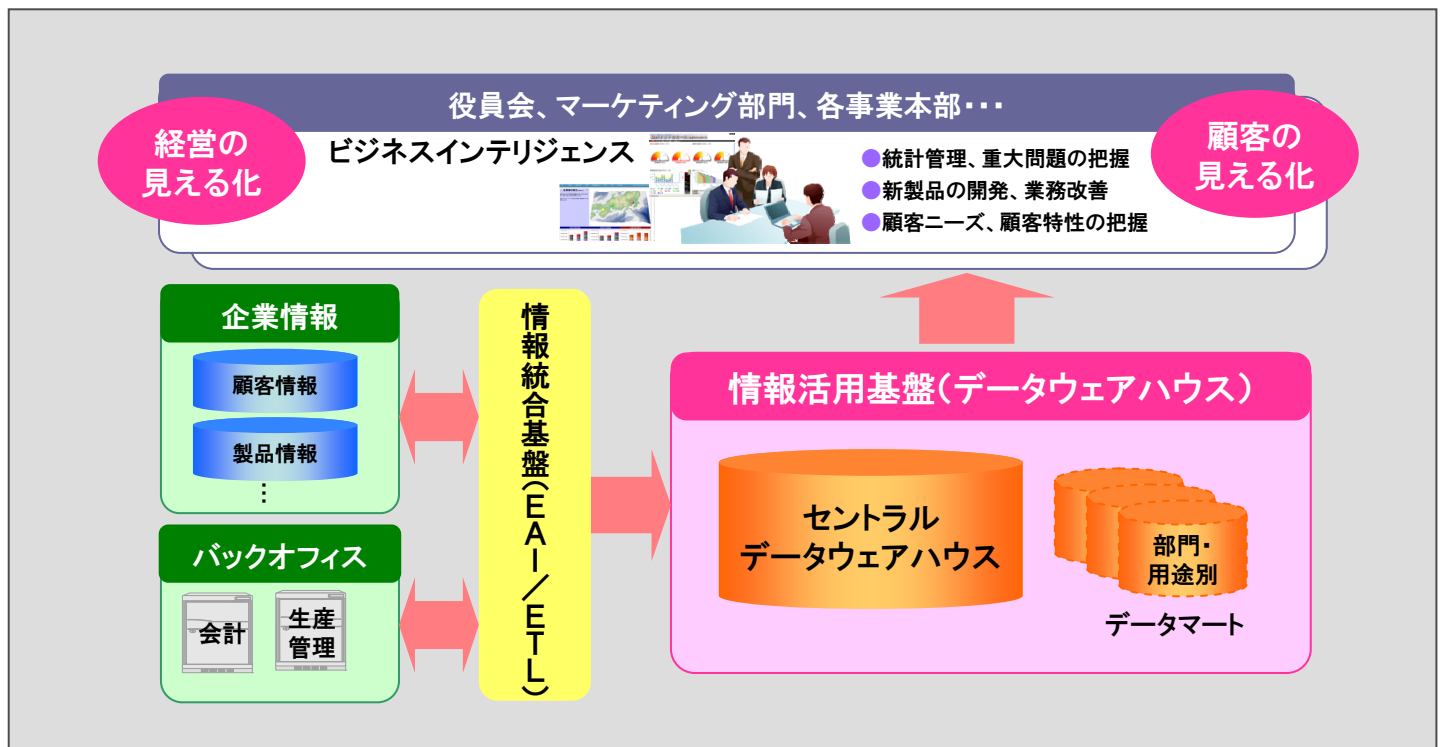 役員会、マーケティング部門、各事業本部・・・
経営の
見える化
ビジネスインテリジェンス
●統計管理、重大問題の把握
●新製品の開発、業務改善
●顧客ニーズ、顧客特性の把握
顧客の
見える化
企業情報
顧客情報
製品情報
…
バックオフィス
会計
生産
管理
情報統合基盤(EAI/ETL)
情報活用基盤(データウェアハウス)
セントラル
データウェアハウス
部門・
用途別
データマート